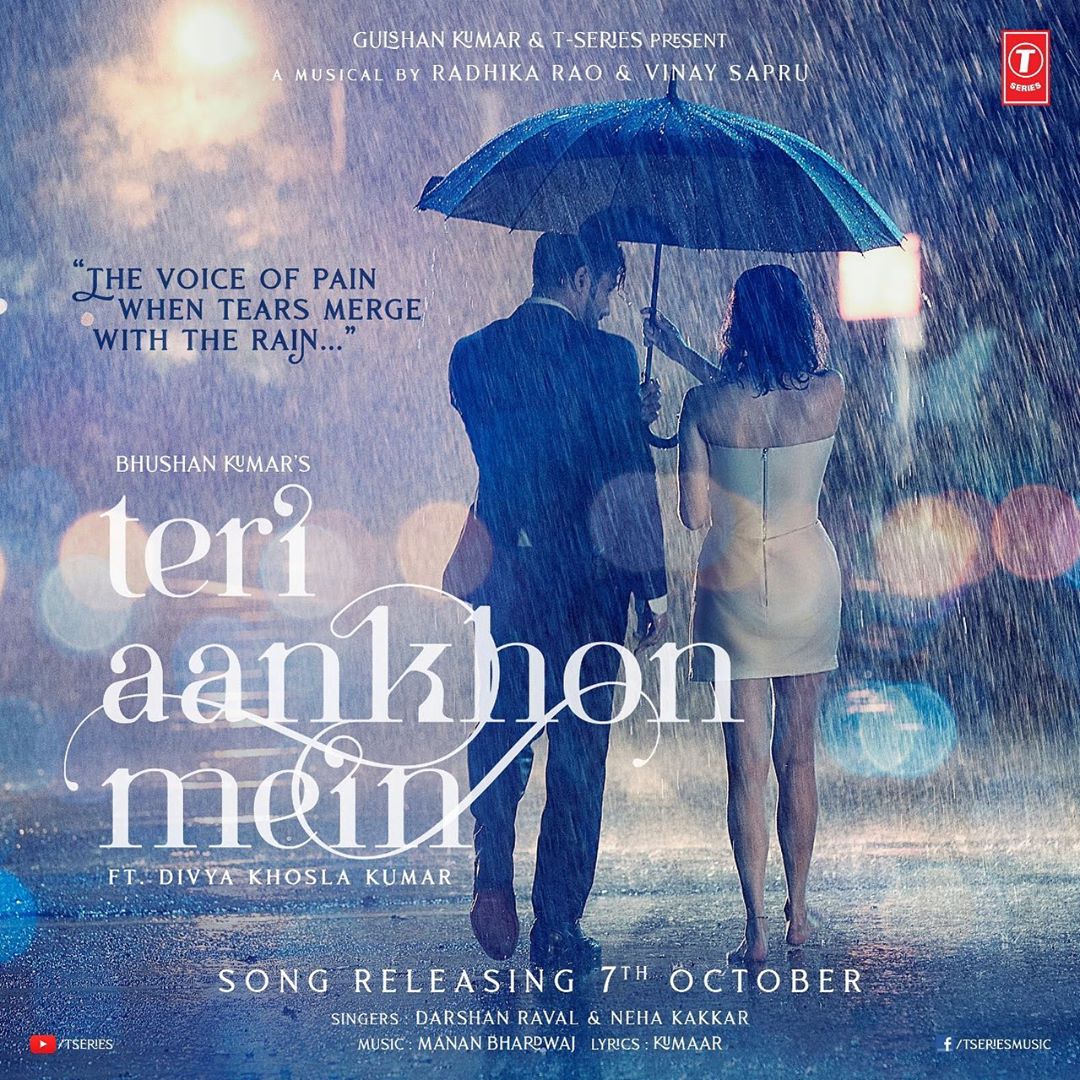 GULSHAN KUMAR & T-SERIES PRESENT
A MUSICAL BY RADHIKA RAO & VINAY SAPRU
T
SERIES
“THE VOICE OF PAIN
WHEN TEARS MERGE
WITH THE RAIN...”
BHUSHAN KUMAR'S
teri
aankhon
mein
FT. DIVYA KHOSLA KUMAR
SONG RELEASING 7TH OCTOBER
SINGERS : DARSHAN RAVAL & NEHA KAKKAR
MUSIC : MANAN BHARDWAJ LYRICS : KUMAAR
/TSERIES
f /TSERIESMUSIC